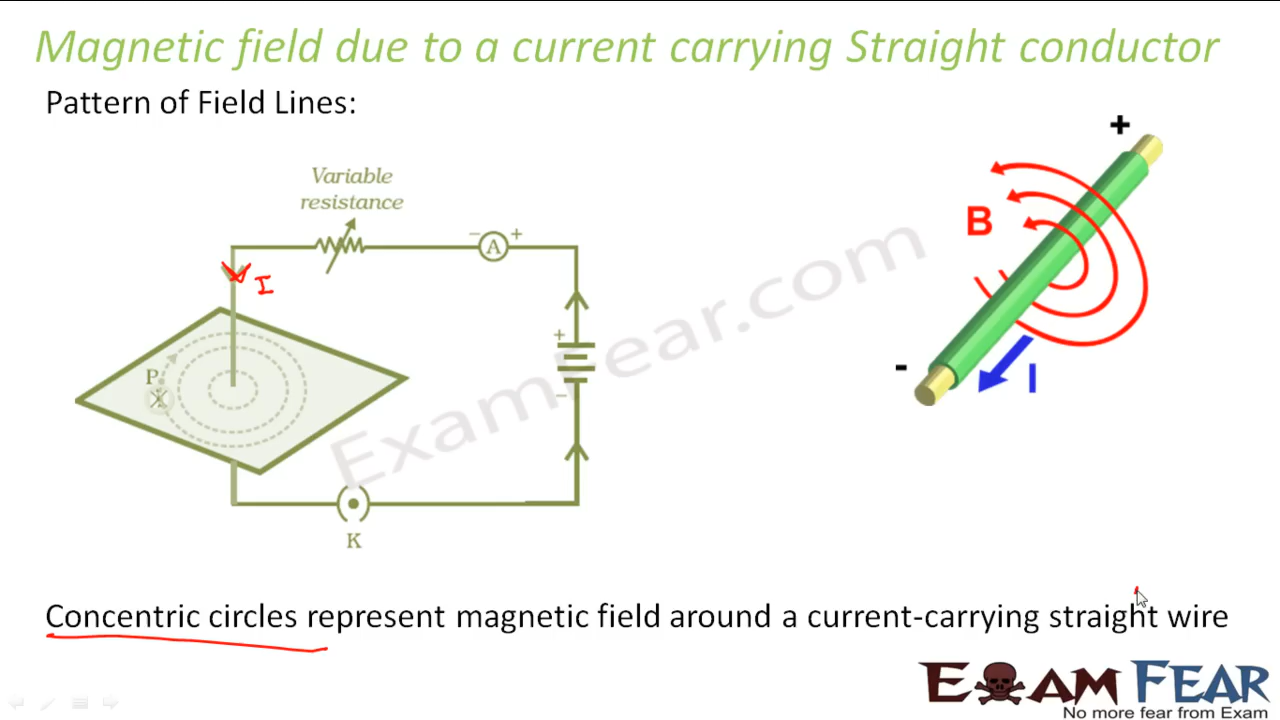 Magnetic field due to a current carrying Straight conductor
Pattern of Field Lines:
Variable
resistance
− A +
I
P
+
−
K
+
B
-
I
ExamFear.com
Concentric circles represent magnetic field around a current-carrying straight wire
EXAM FEAR
No more fear from Exam